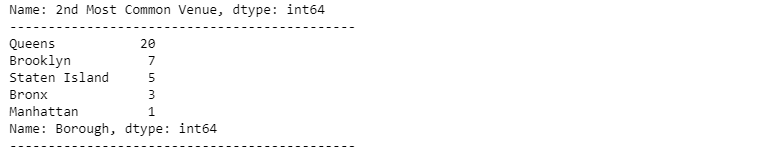 Name: 2nd Most Common Venue, dtype: int64
---------------------------------------------
Queens           20
Brooklyn          7
Staten Island     5
Bronx             3
Manhattan         1
Name: Borough, dtype: int64
---------------------------------------------